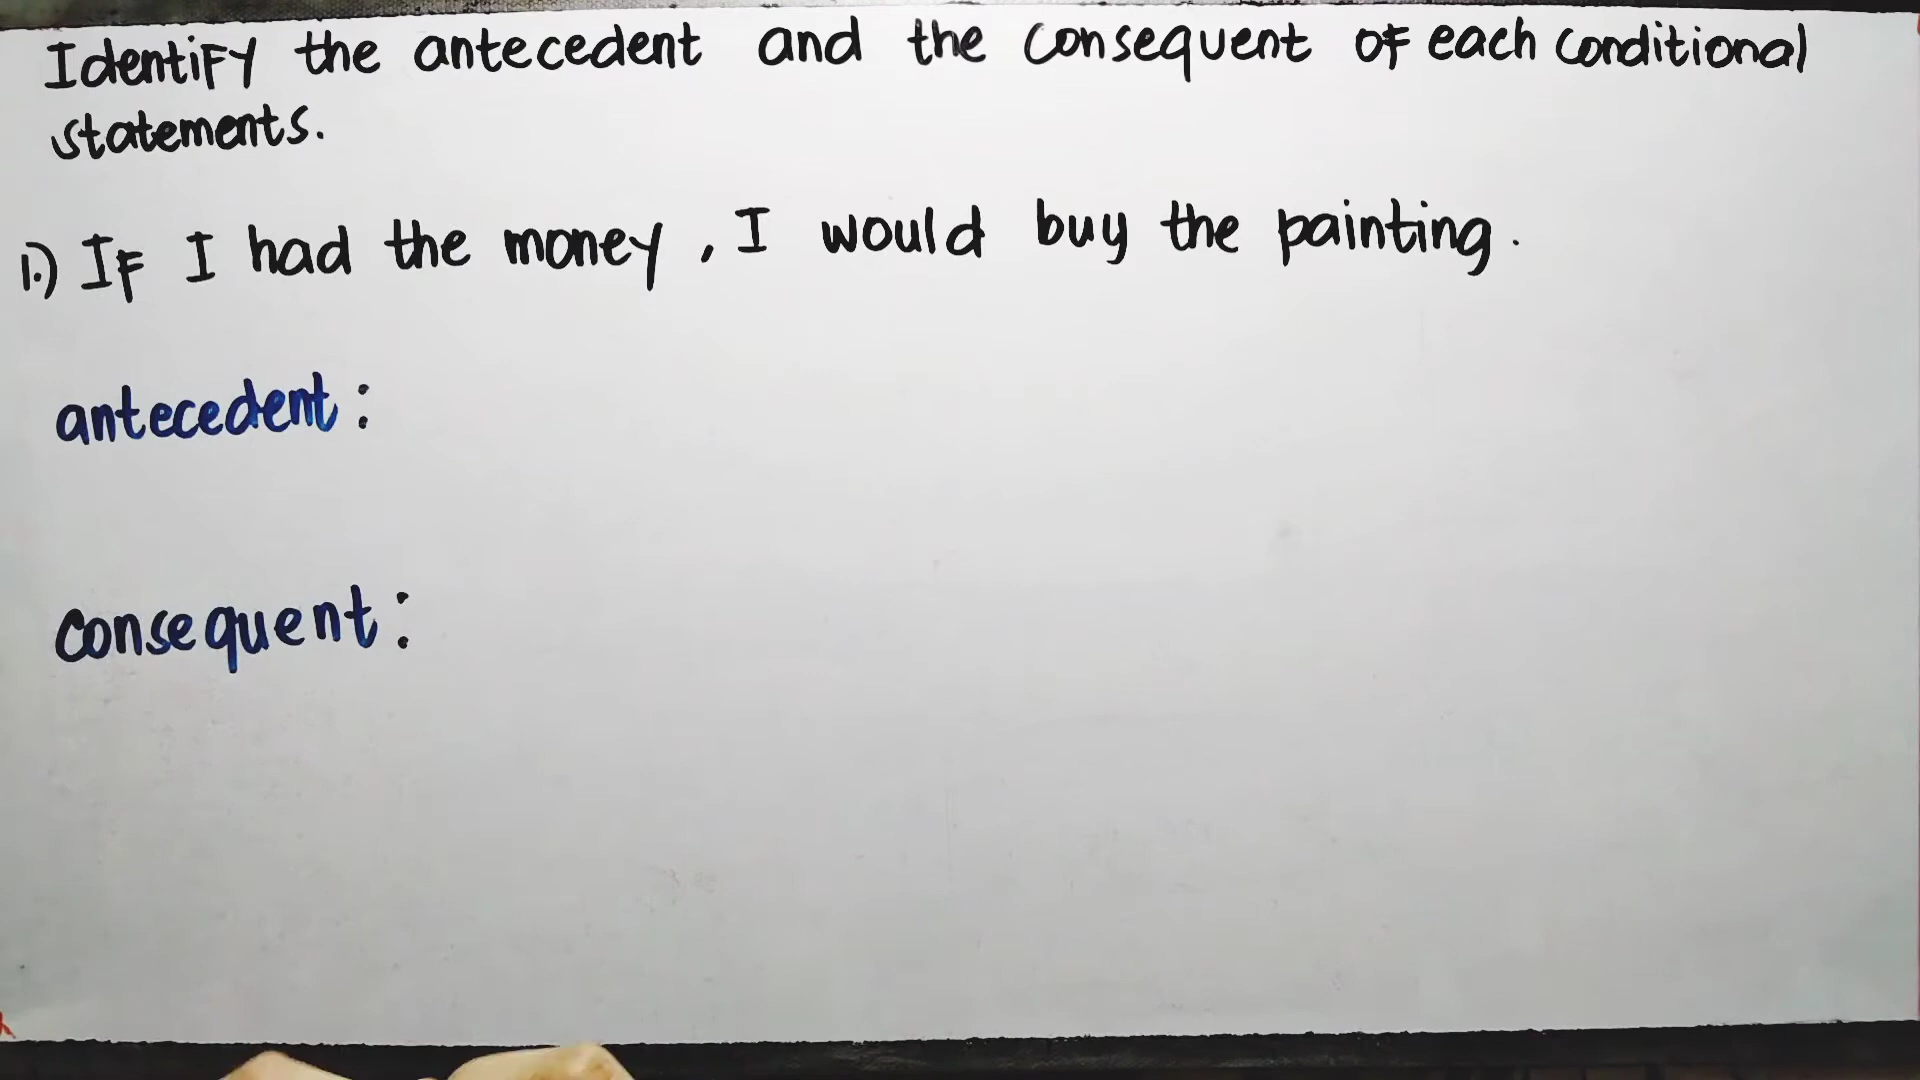 Identify the antecedent and the consequent of each conditional
statements.
1.) If I had the money, I would buy the painting.
antecedent:
consequent: